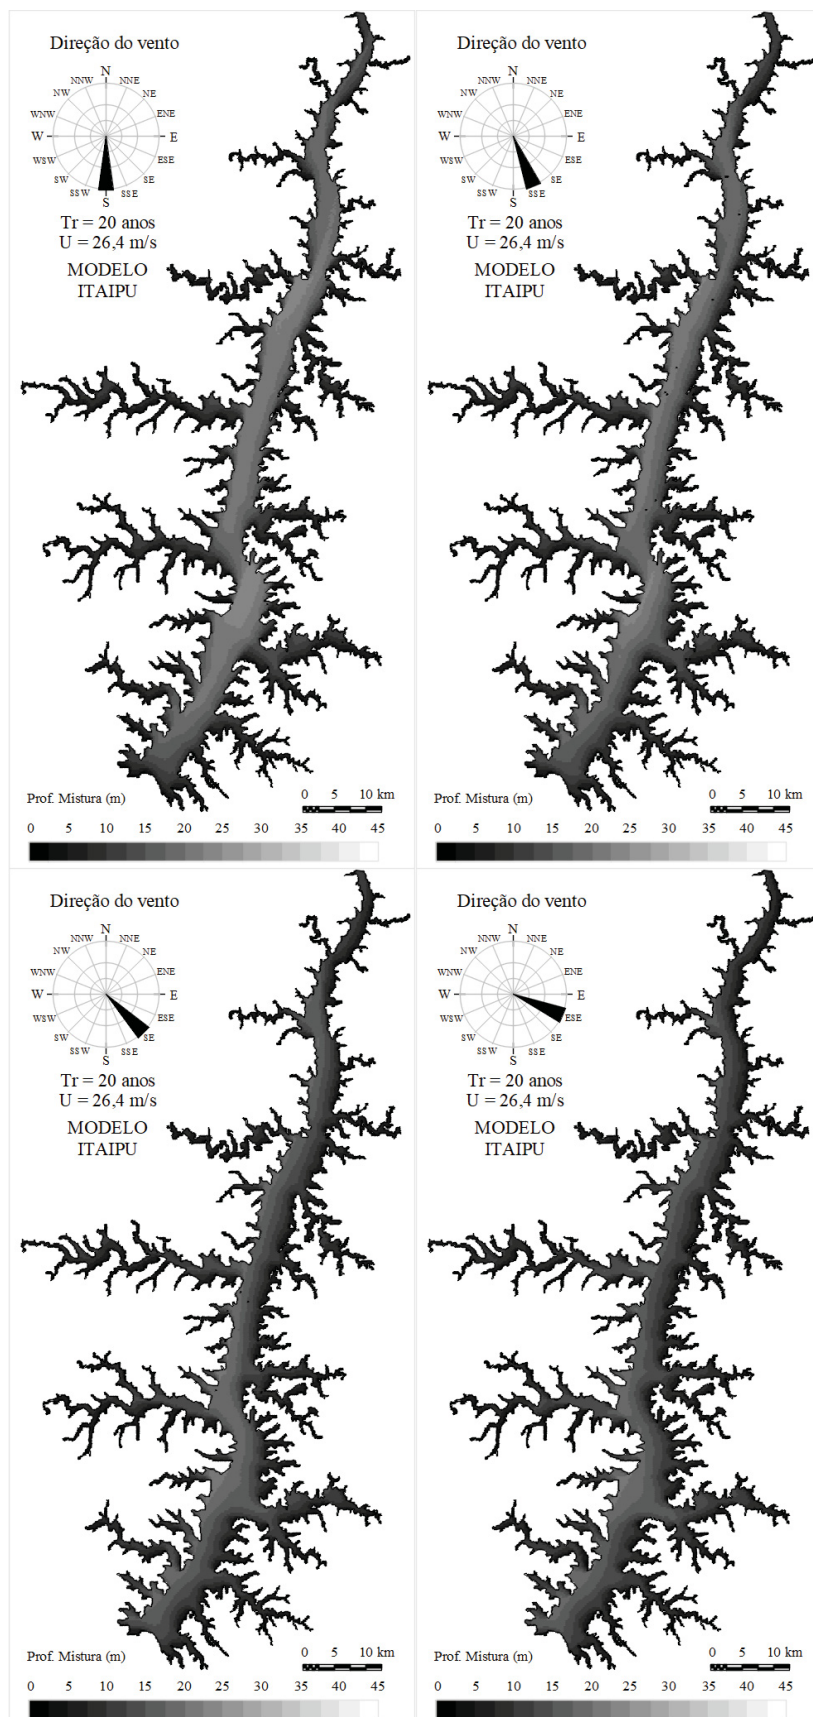 Direção do vento
N
NNW NNE
NW NE
WNW ENE
W E
WSW ESE
SW SE
SSW SSE
S
Tr = 20 anos
U = 26,4 m/s
MODELO
ITAIPU
Prof. Mistura (m)
0 5 10 km
0 5 10 15 20 25 30 35 40 45
Direção do vento
N
NNW NNE
NW NE
WNW ENE
W E
WSW ESE
SW SE
SSW SSE
S
Tr = 20 anos
U = 26,4 m/s
MODELO
ITAIPU
Prof. Mistura (m)
0 5 10 km
0 5 10 15 20 25 30 35 40 45
Direção do vento
N
NNW NNE
NW NE
WNW ENE
W E
WSW ESE
SW SE
SSW SSE
S
Tr = 20 anos
U = 26,4 m/s
MODELO
ITAIPU
Prof. Mistura (m)
0 5 10 km
0 5 10 15 20 25 30 35 40 45
Direção do vento
N
NNW NNE
NW NE
WNW ENE
W E
WSW ESE
SW SE
SSW SSE
S
Tr = 20 anos
U = 26,4 m/s
MODELO
ITAIPU
Prof. Mistura (m)
0 5 10 km
0 5 10 15 20 25 30 35 40 45